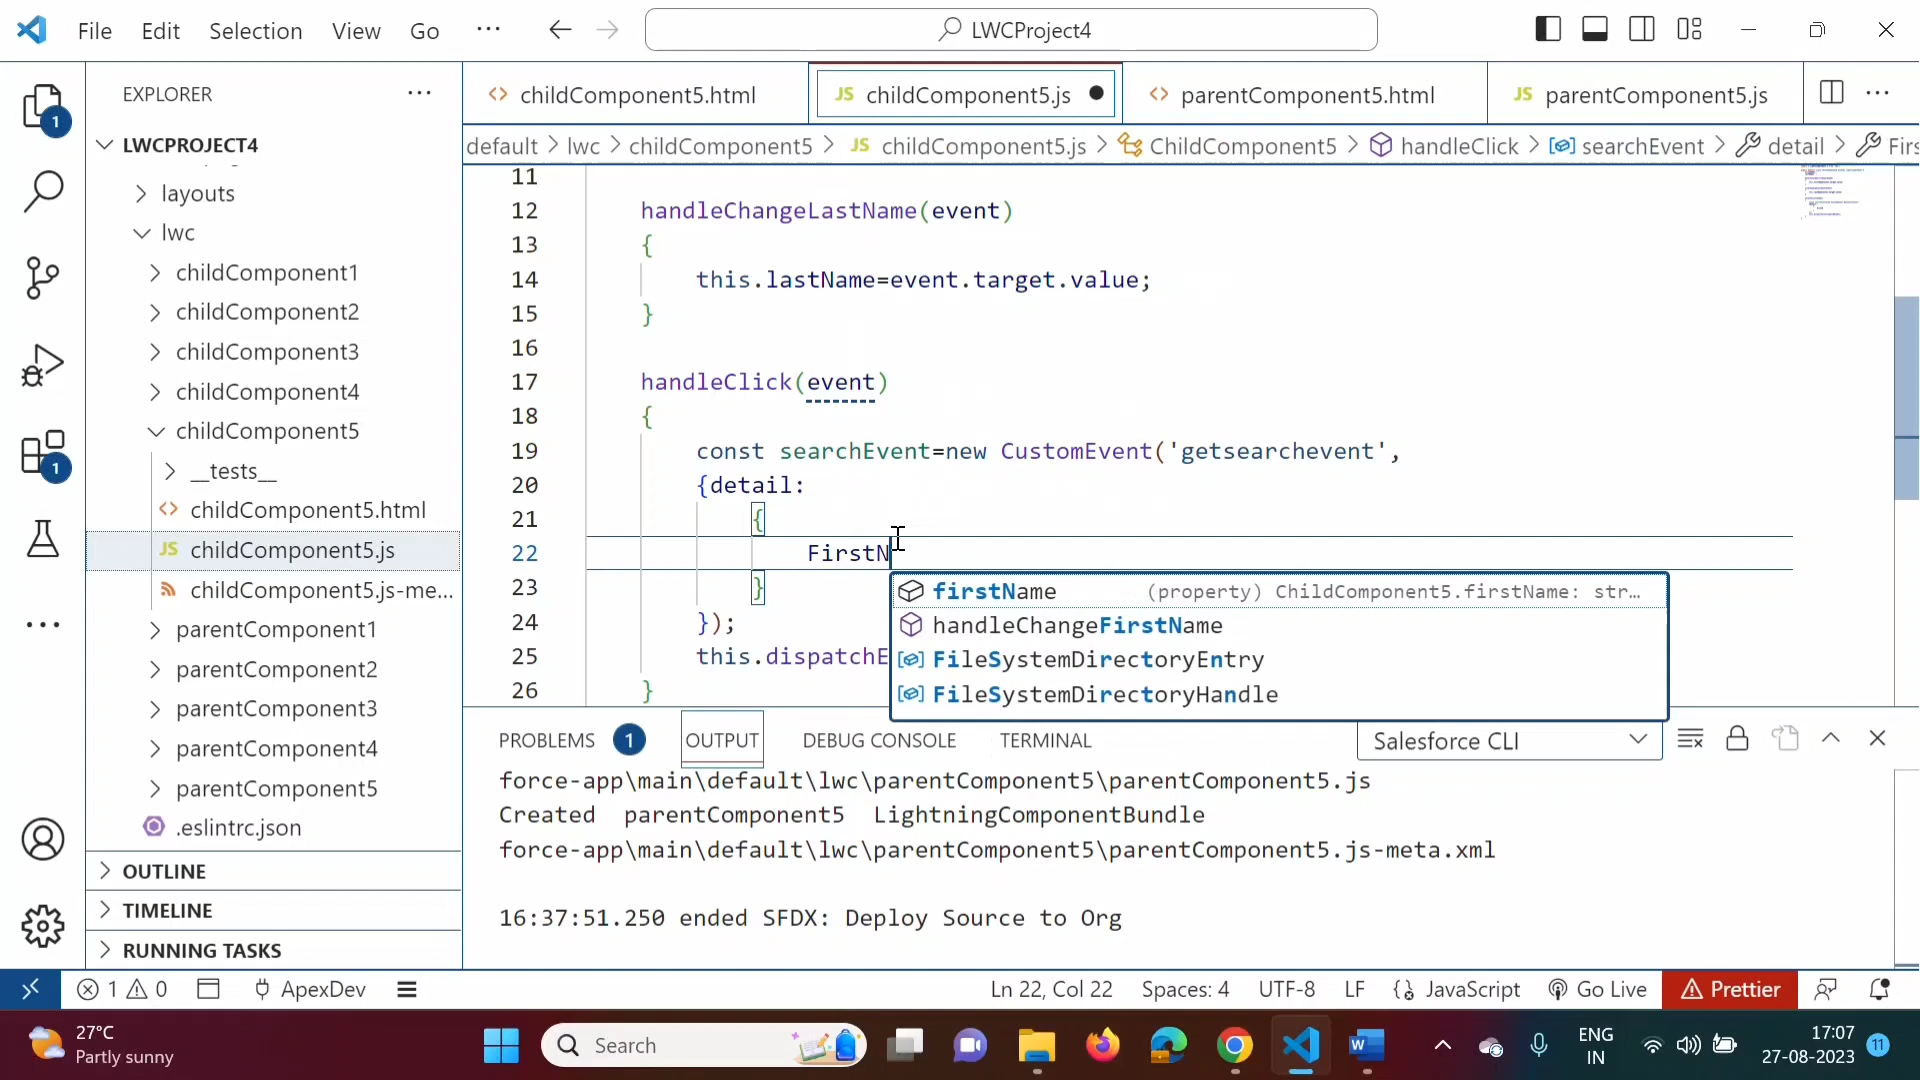 File Edit Selection View Go ··· LWCProject4
EXPLORER ···
childComponent5.html JS childComponent5.js parentComponent5.html JS parentComponent5.js ···
default > lwc > childComponent5 > JS childComponent5.js > ChildComponent5 > handleClick > searchEvent > detail > Firs
LWCPROJECT4
layouts
lwc
childComponent1
childComponent2
childComponent3
childComponent4
childComponent5
__tests__
childComponent5.html
JS childComponent5.js
childComponent5.js-me...
parentComponent1
parentComponent2
parentComponent3
parentComponent4
parentComponent5
.eslintrc.json
OUTLINE
TIMELINE
RUNNING TASKS
1
1
11
12 handleChangeLastName(event)
13 {
14 this.lastName=event.target.value;
15 }
16
17 handleClick(event)
18 {
19 const searchEvent=new CustomEvent('getsearchevent',
20 {detail:
21 {
22 FirstN
23 }
24 });
25 this.dispatchE
26 }
firstName (property) ChildComponent5.firstName: str...
handleChangeFirstName
FileSystemDirectoryEntry
FileSystemDirectoryHandle
PROBLEMS 1 OUTPUT DEBUG CONSOLE TERMINAL Salesforce CLI
force-app\main\default\lwc\parentComponent5\parentComponent5.js
Created parentComponent5 LightningComponentBundle
force-app\main\default\lwc\parentComponent5\parentComponent5.js-meta.xml
16:37:51.250 ended SFDX: Deploy Source to Org
1 0 ApexDev Ln 22, Col 22 Spaces: 4 UTF-8 LF JavaScript Go Live Prettier
27°C
Partly sunny
Search
ENG
IN
17:07
27-08-2023
11